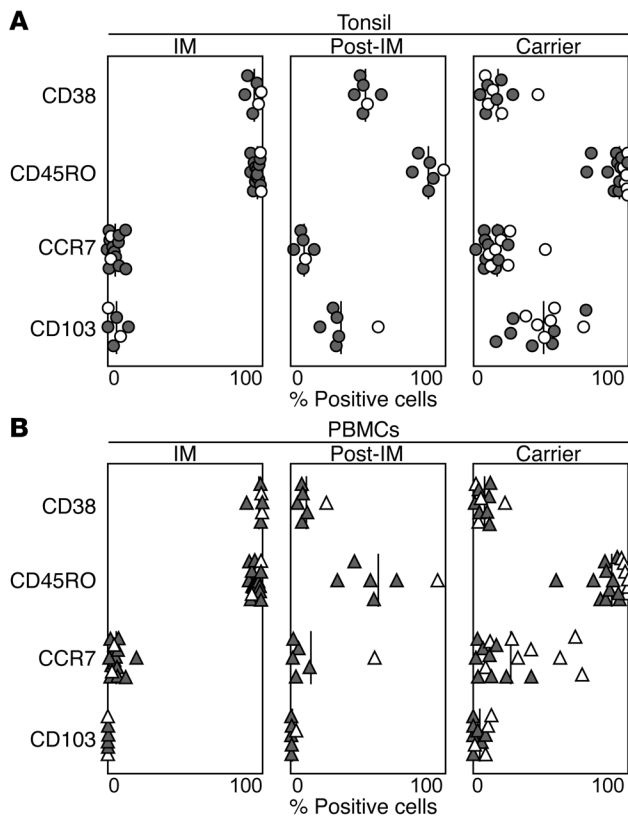 A
Tonsil
IM Post-IM Carrier
CD38
CD45RO
CCR7
CD103
0 100 0 100 0 100
% Positive cells
B
PBMCs
IM Post-IM Carrier
CD38
CD45RO
CCR7
CD103
0 100 0 100 0 100
% Positive cells